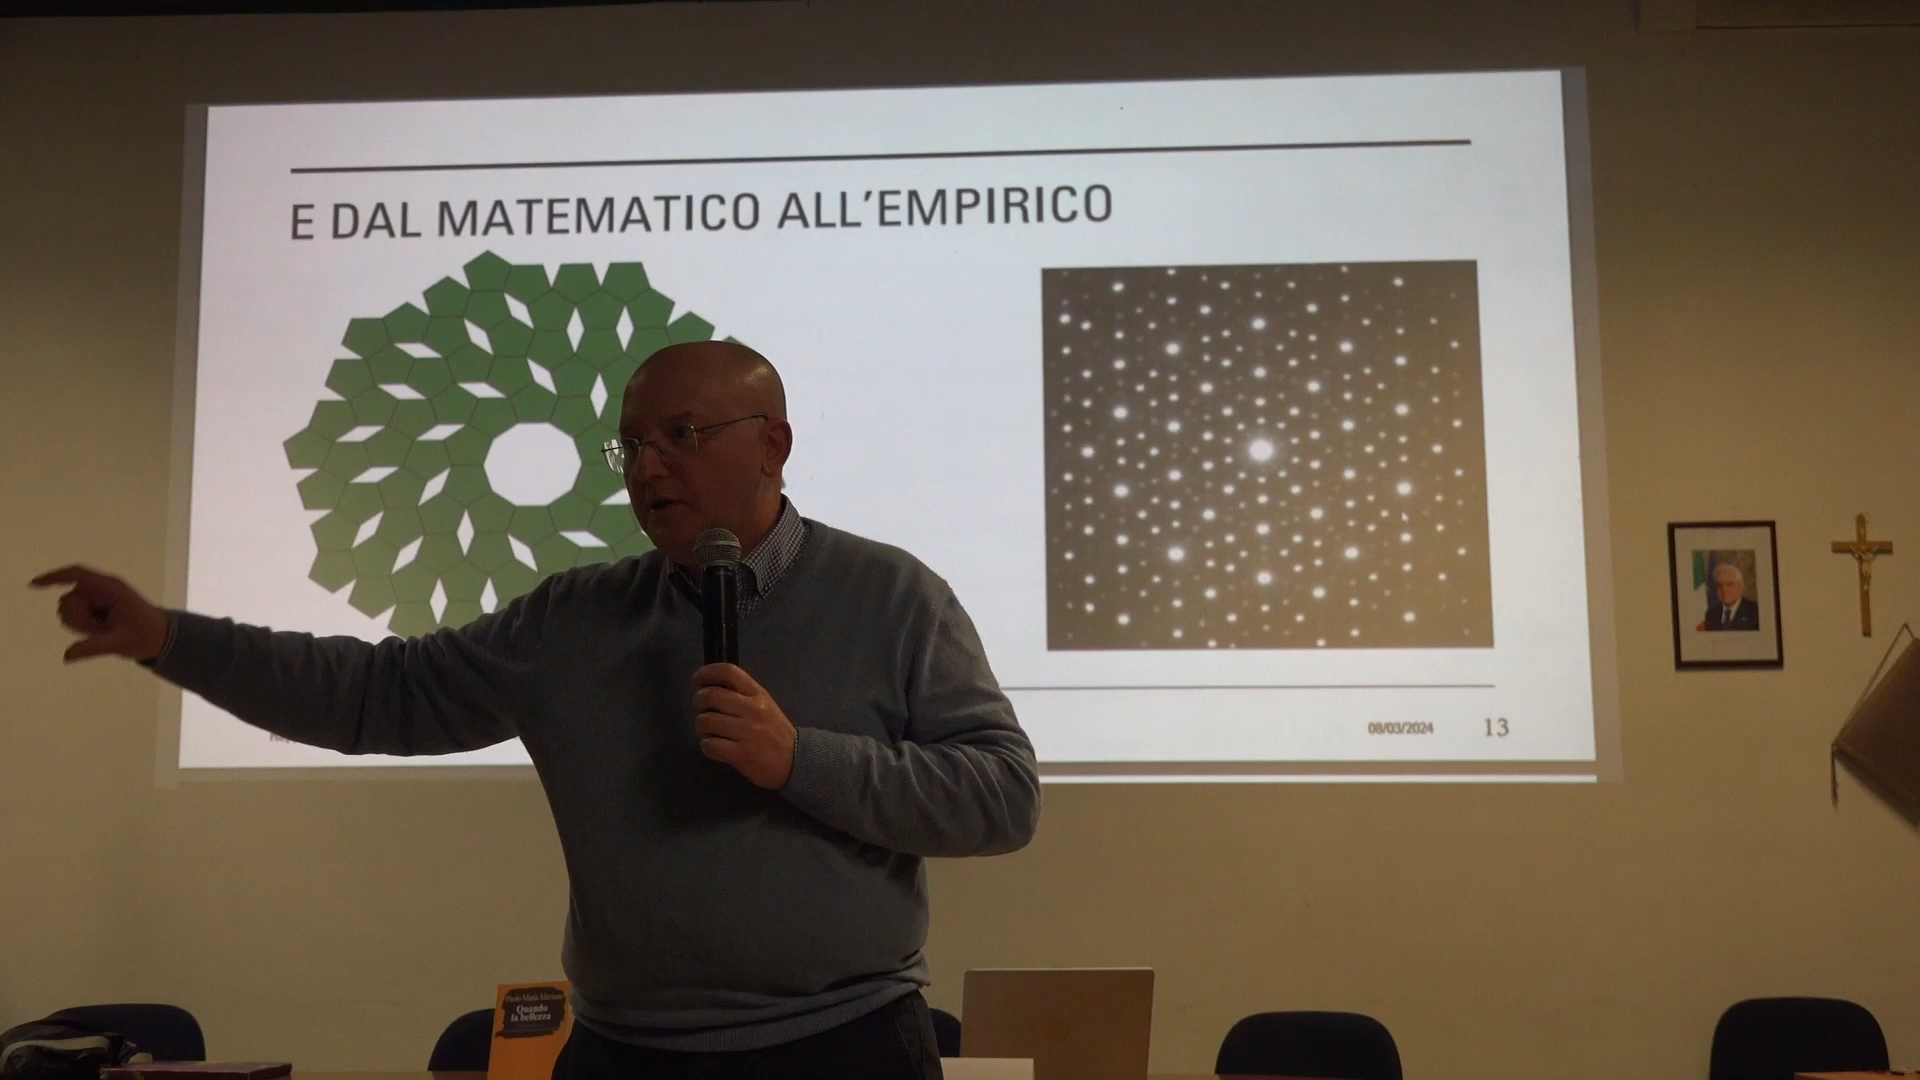 E DAL MATEMATICO ALL'EMPIRICO
08/03/2024
13
Paolo Maria Mariano
Quando
la bellezza